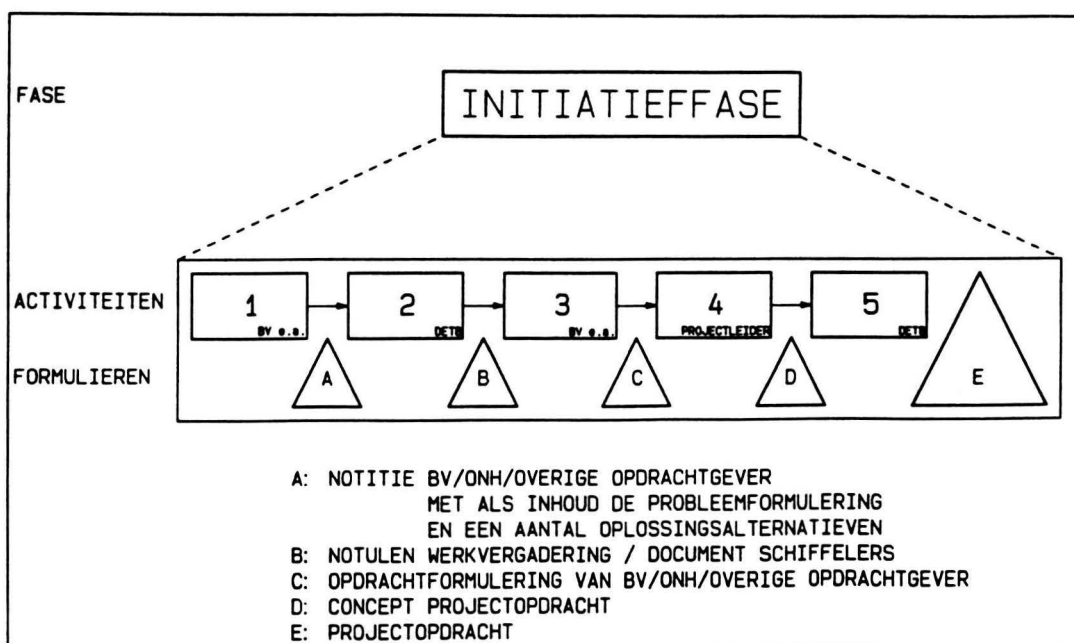 FASE
INITIATIEFFASE
ACTIVITEITEN
1
BV e.a.
2
DETB
3
BV e.a.
4
PROJECTLEIDER
5
DETB
FORMULIEREN
A
B
C
D
E
A: NOTITIE BV/ONH/OVERIGE OPDRACHTGEVER
MET ALS INHOUD DE PROBLEEMFORMULERING
EN EEN AANTAL OPLOSSINGSALTERNATIEVEN
B: NOTULEN WERKVERGADERING / DOCUMENT SCHIFFELERS
C: OPDRACHTFORMULERING VAN BV/ONH/OVERIGE OPDRACHTGEVER
D: CONCEPT PROJECTOPDRACHT
E: PROJECTOPDRACHT